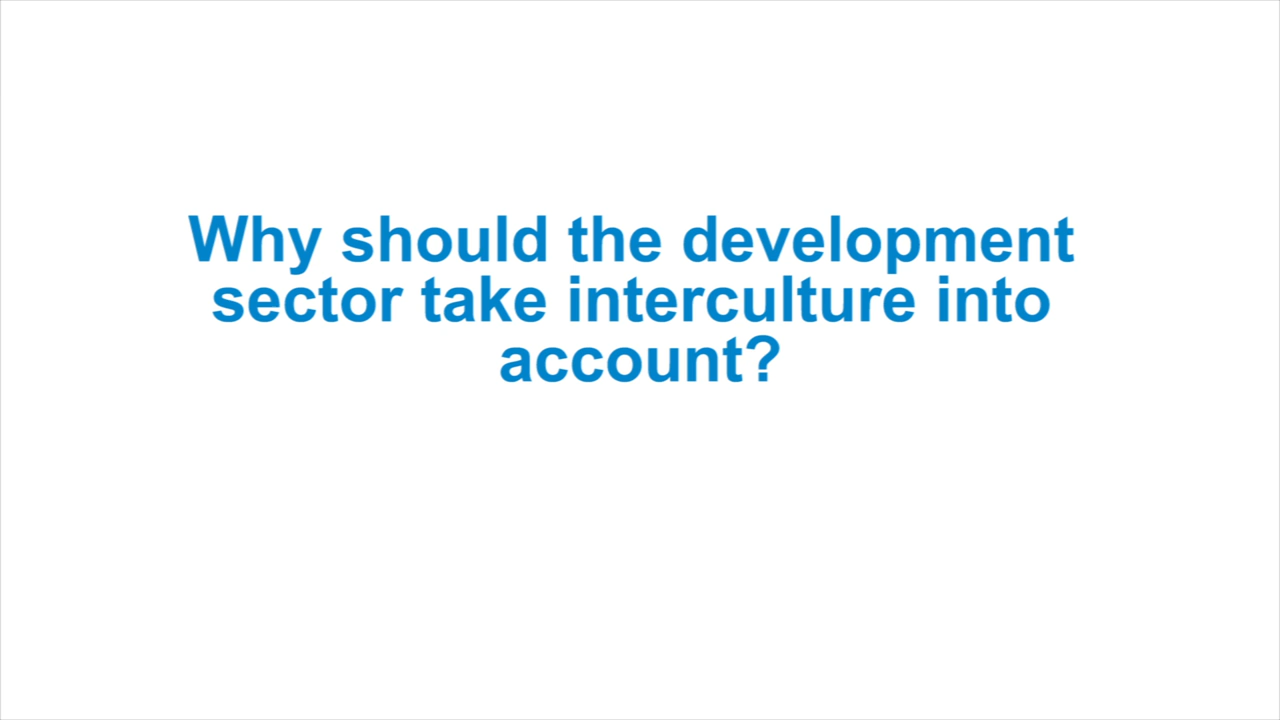 Why should the development
sector take interculture into
account?